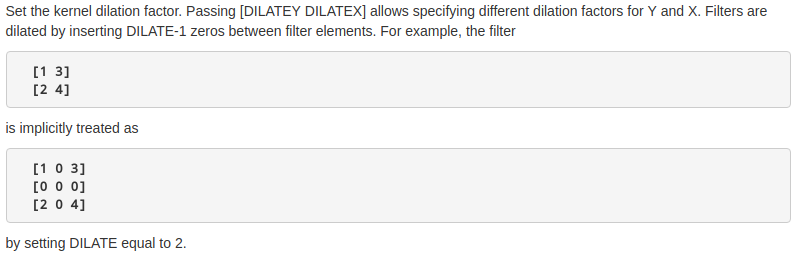 Set the kernel dilation factor. Passing [DILATEY DILATEX] allows specifying different dilation factors for Y and X. Filters are
dilated by inserting DILATE-1 zeros between filter elements. For example, the filter
[1 3]
[2 4]
is implicitly treated as
[1 0 3]
[0 0 0]
[2 0 4]
by setting DILATE equal to 2.